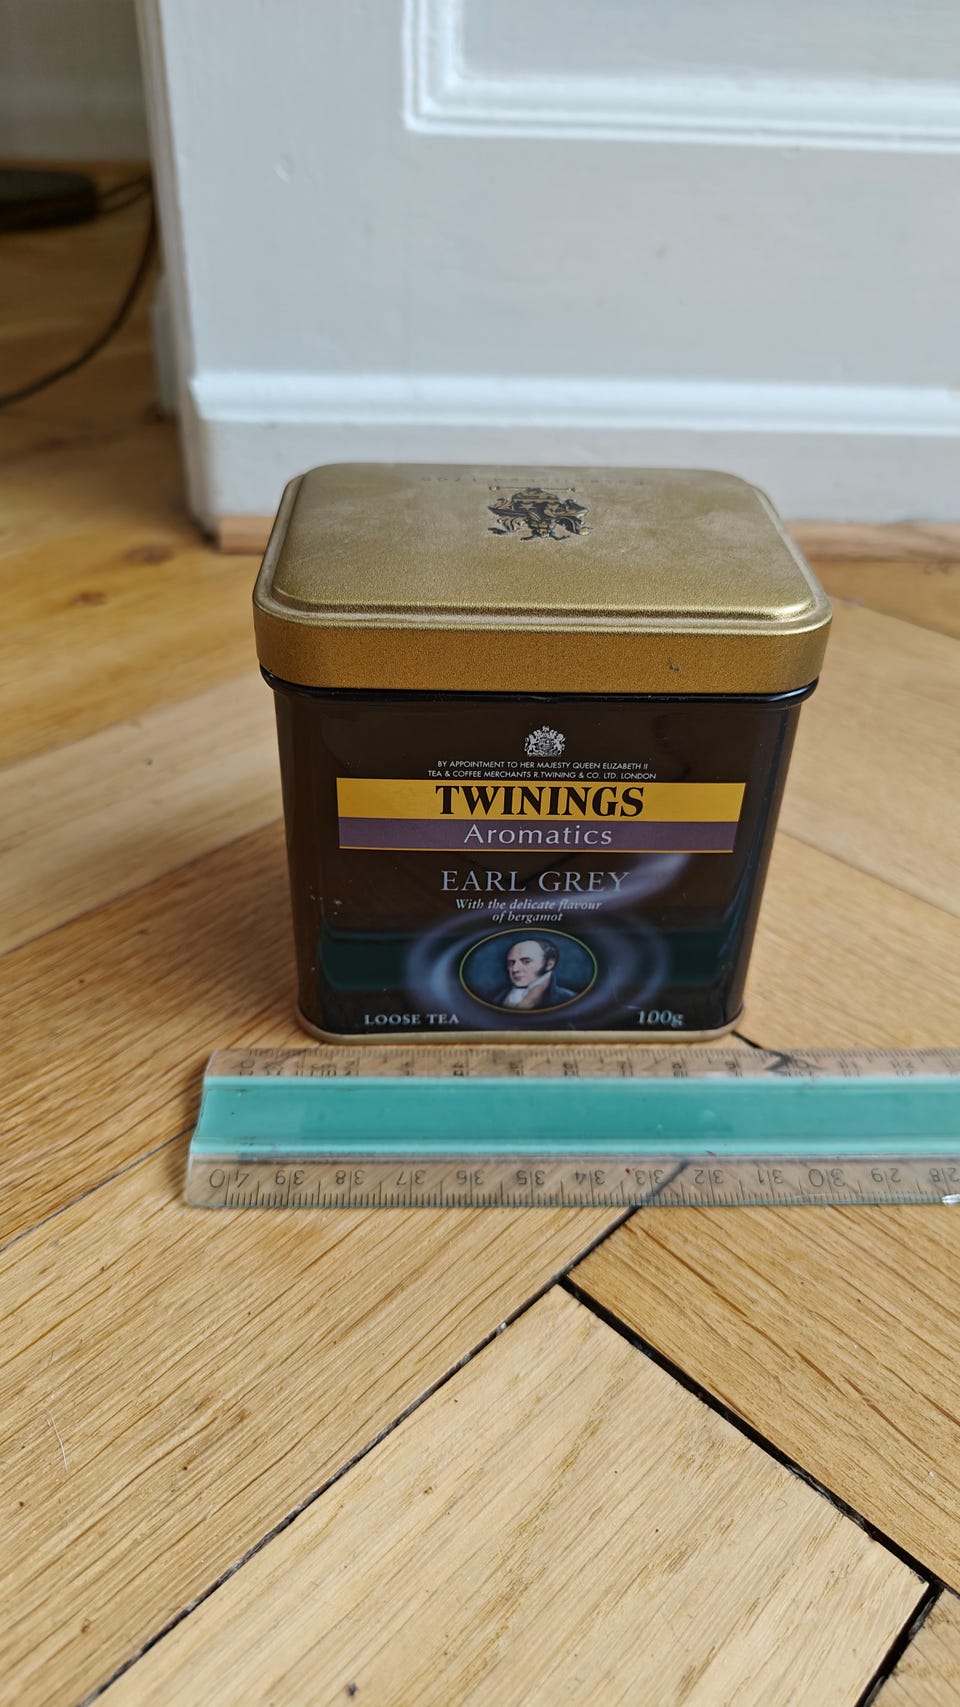 BY APPOINTMENT TO HER MAJESTY QUEEN ELIZABETH II
TEA & COFFEE MERCHANTS R.TWINING & CO. LTD. LONDON
TWININGS
Aromatics
EARL GREY
With the delicate flavour
of bergamot
LOOSE TEA 100g
40 39 38 37 36 35 34 33 32 31 30 29 28